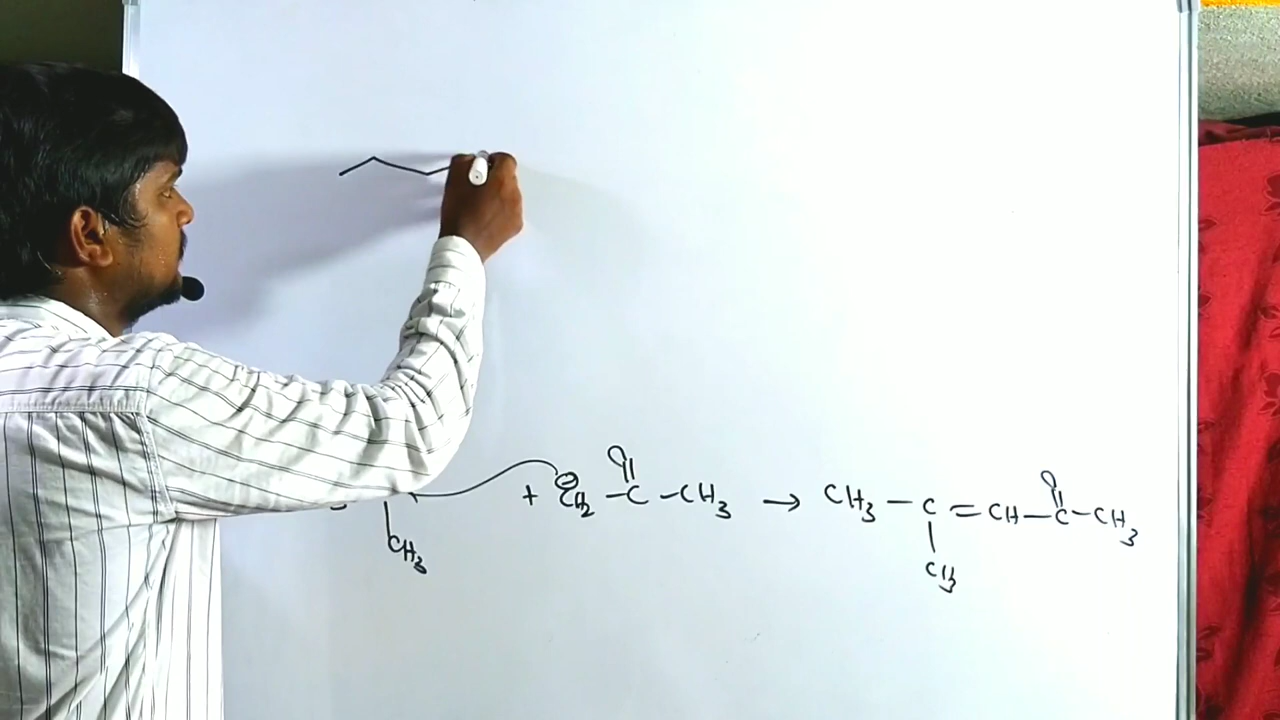 + ⊖CH2 - C - CH3 → CH3 - C = CH - C - CH3
O O
CH3 CH3